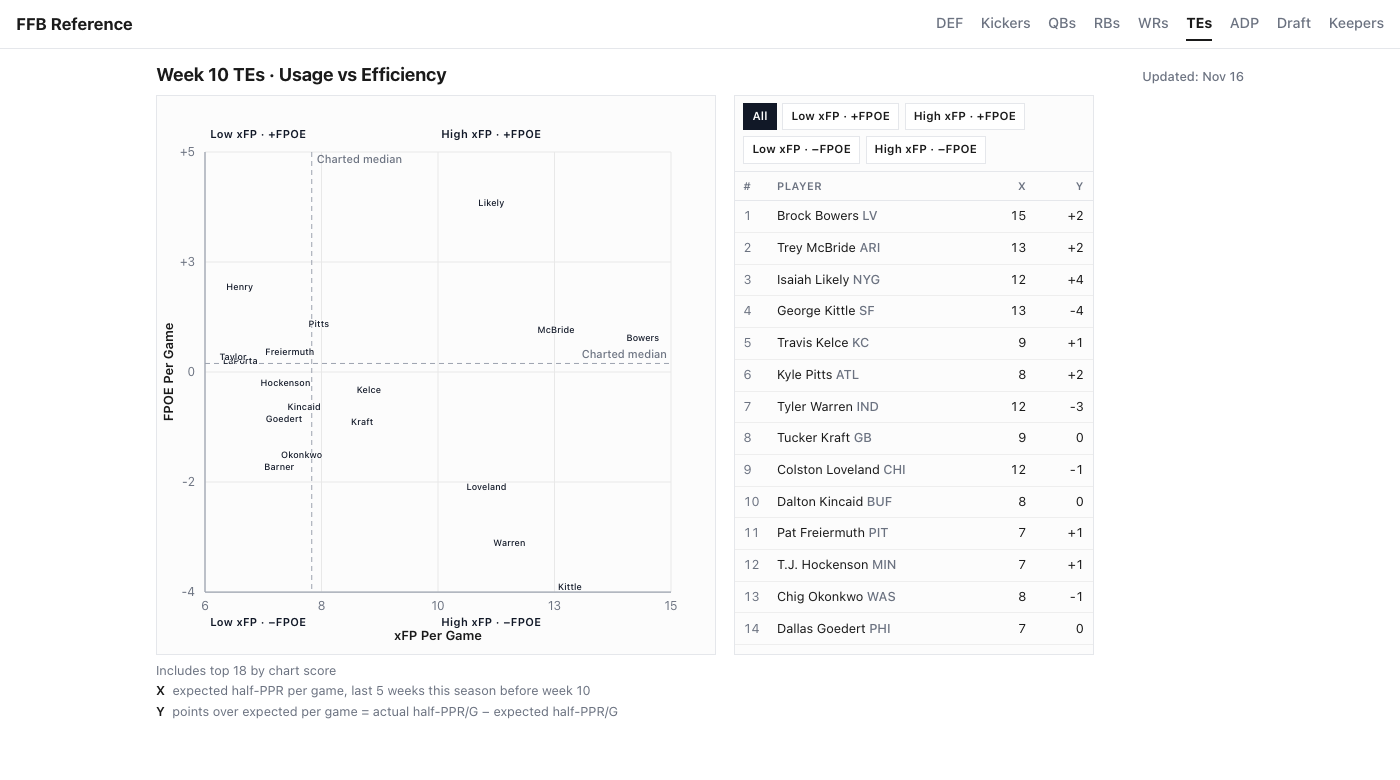 FFB Reference
DEF Kickers QBs RBs WRs TEs ADP Draft Keepers
Week 10 TEs · Usage vs Efficiency
Updated: Nov 16
Low xFP · +FPOE
High xFP · +FPOE
+5
Charted median
Likely
+3
Henry
Pitts
McBride
Bowers
Freiermuth
Charted median
Taylor
LaPorta
0
Hockenson
Kelce
Kincaid
Goedert
Kraft
Okonkwo
Barner
-2
Loveland
Warren
Kittle
-4
6 8 10 13 15
Low xFP · −FPOE
High xFP · −FPOE
xFP Per Game
FPOE Per Game
All
Low xFP · +FPOE
High xFP · +FPOE
Low xFP · −FPOE
High xFP · −FPOE
# PLAYER X Y
1 Brock Bowers LV 15 +2
2 Trey McBride ARI 13 +2
3 Isaiah Likely NYG 12 +4
4 George Kittle SF 13 -4
5 Travis Kelce KC 9 +1
6 Kyle Pitts ATL 8 +2
7 Tyler Warren IND 12 -3
8 Tucker Kraft GB 9 0
9 Colston Loveland CHI 12 -1
10 Dalton Kincaid BUF 8 0
11 Pat Freiermuth PIT 7 +1
12 T.J. Hockenson MIN 7 +1
13 Chig Okonkwo WAS 8 -1
14 Dallas Goedert PHI 7 0
Includes top 18 by chart score
X expected half-PPR per game, last 5 weeks this season before week 10
Y points over expected per game = actual half-PPR/G − expected half-PPR/G